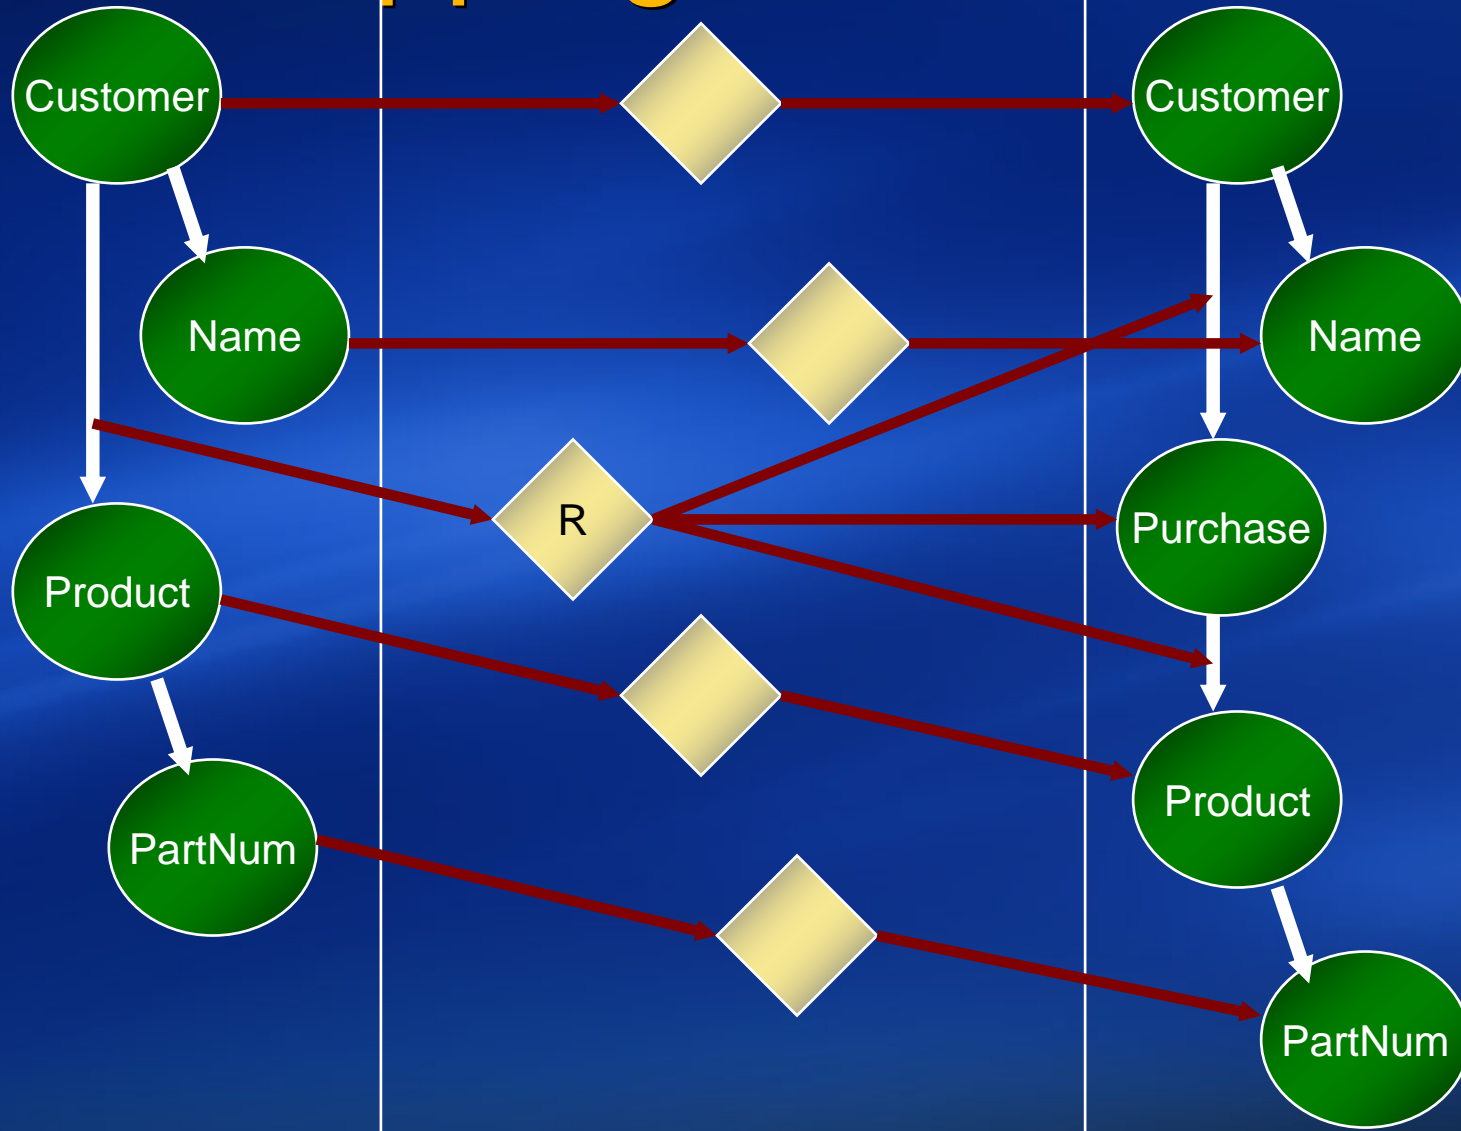 Customer
Customer
Name
Name
R
Purchase
Product
Product
PartNum
PartNum